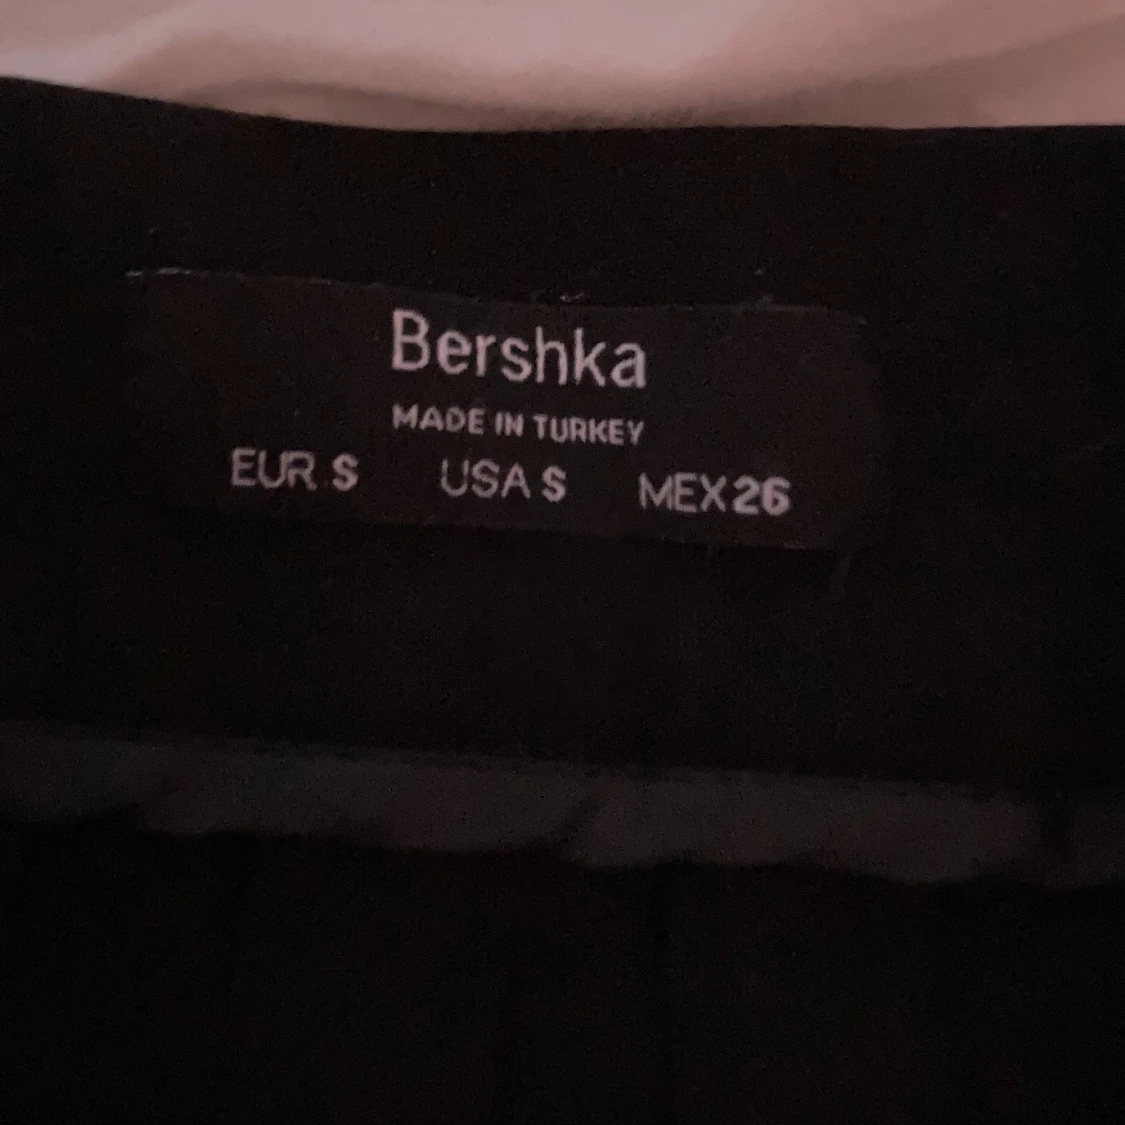 Bershka
MADE IN TURKEY
EUR S USA S MEX 26